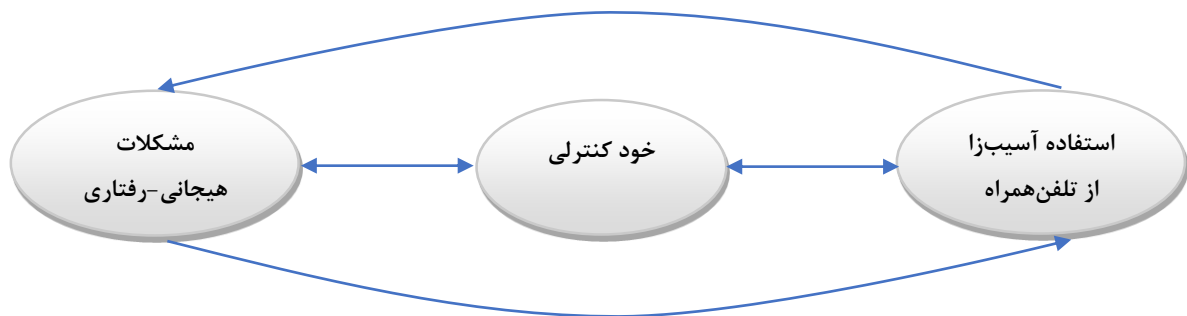 استفاده آسیب‌زا
از تلفن‌همراه
خود کنترلی
مشکلات
هیجانی-رفتاری